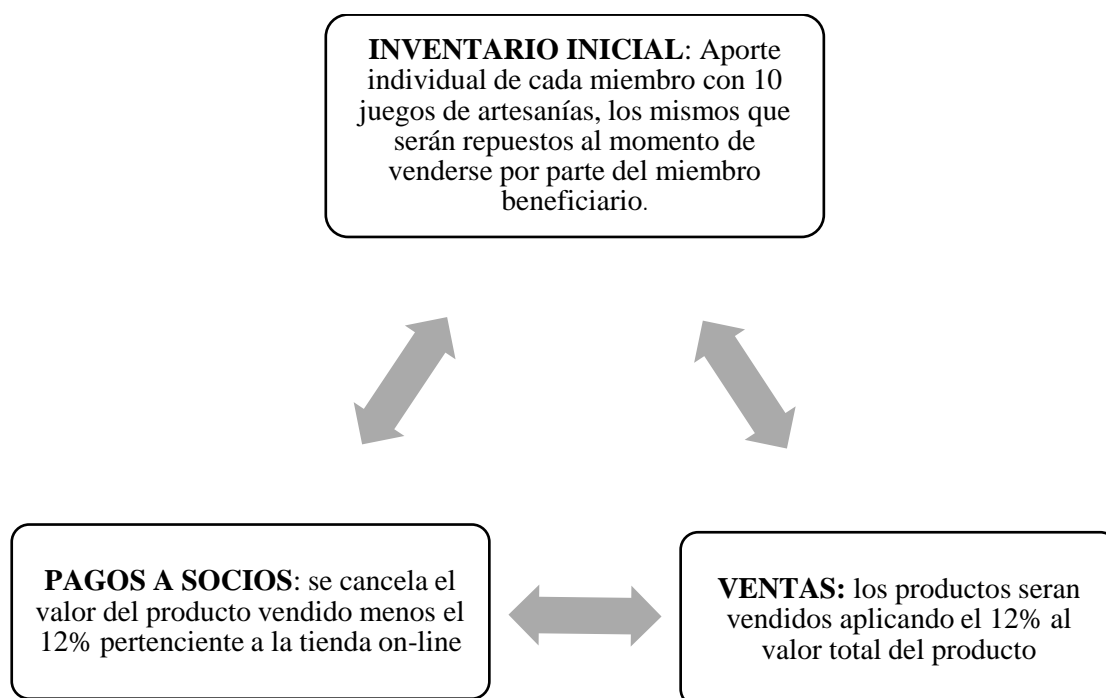 INVENTARIO INICIAL: Aporte
individual de cada miembro con 10
juegos de artesanías, los mismos que
serán repuestos al momento de
venderse por parte del miembro
beneficiario.
PAGOS A SOCIOS: se cancela el
valor del producto vendido menos el
12% pertenciente a la tienda on-line
VENTAS: los productos seran
vendidos aplicando el 12% al
valor total del producto